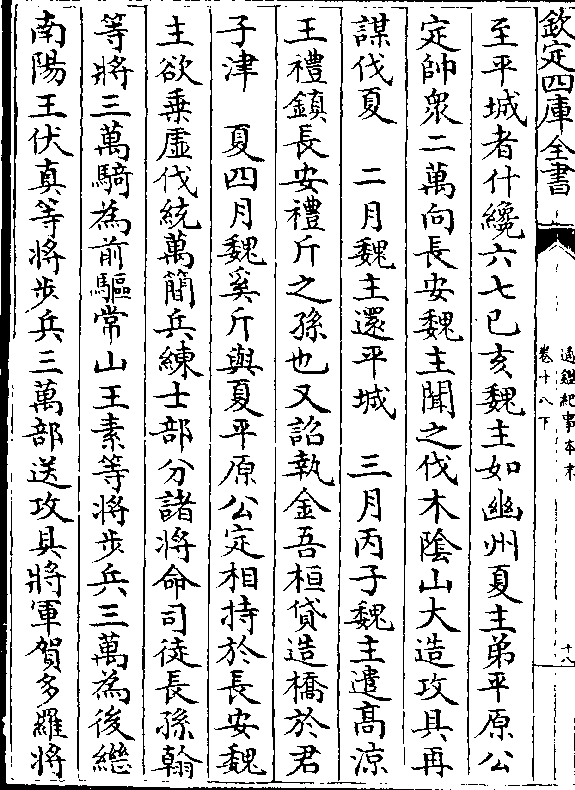 欽定四庫全書
通鑑紀事本末
卷十八下
十八
至平城者什纔六七已亥魏主如幽州夏主弟平原公
定帥衆二萬向長安魏主聞之伐木陰山大造攻具再
謀伐夏　二月魏主還平城　三月丙子魏主遣高涼
王禮鎮長安禮斤之孫也又詔執金吾桓貸造橋於君
子津　夏四月魏奚斤與夏平原公定相持於長安魏
主欲乗虛伐統萬簡兵練士部分諸將命司徒長孫翰
等將三萬騎為前驅常山王素等將步兵三萬為後繼
南陽王伏真等將步兵三萬部送攻具將軍賀多羅將